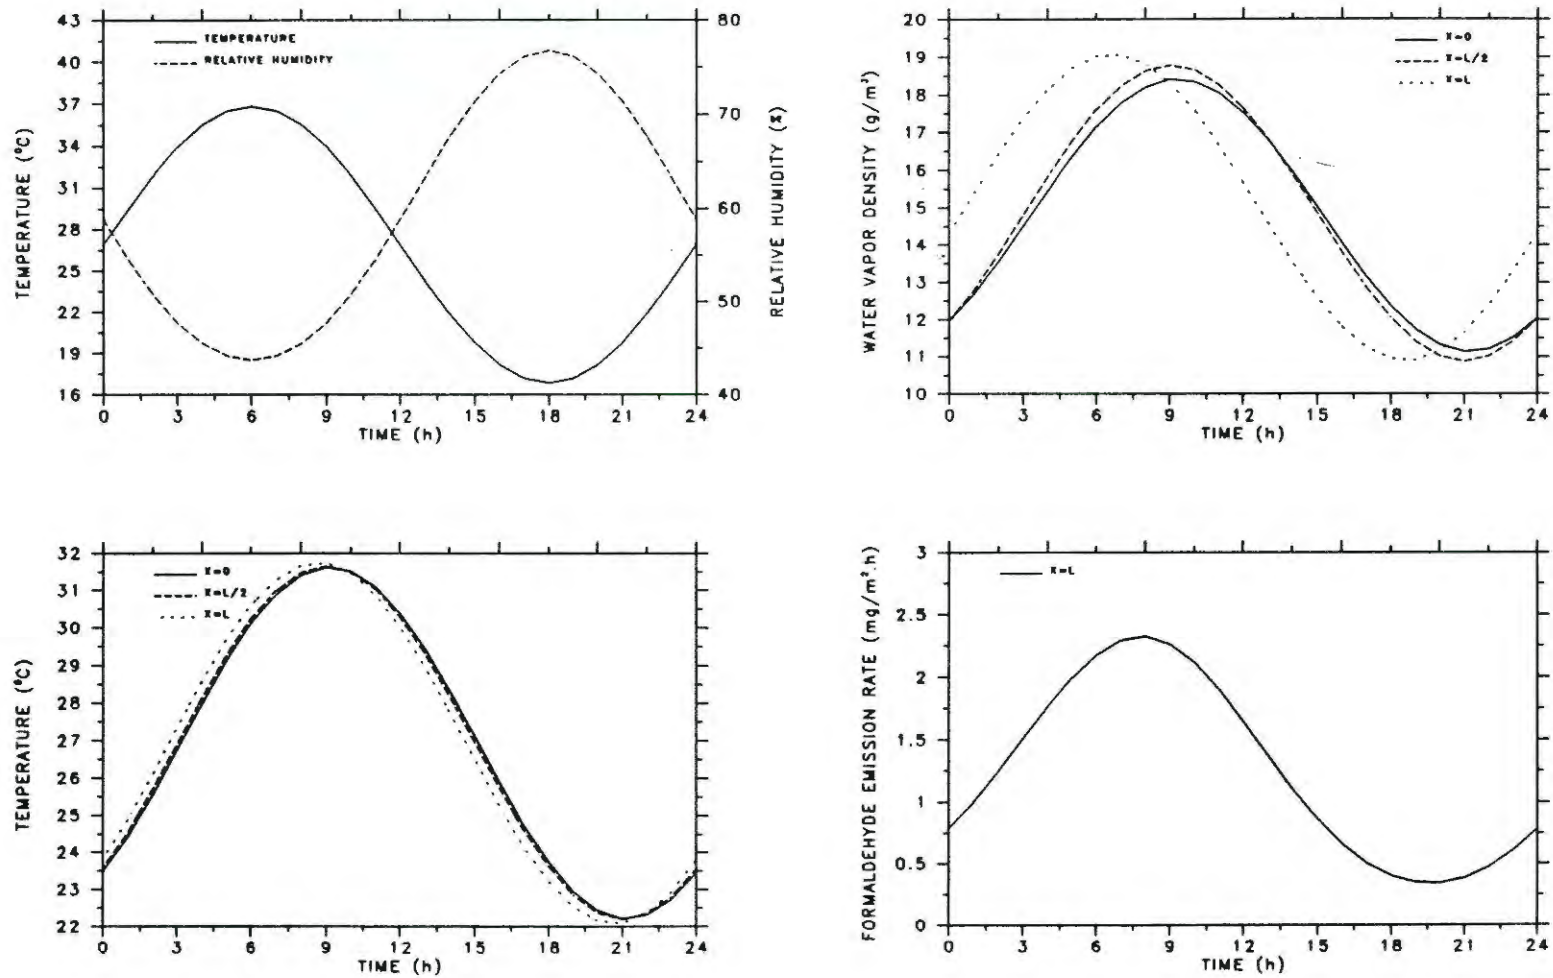 43
40
37
34
31
28
25
22
19
16
TEMPERATURE (°C)
TEMPERATURE
RELATIVE HUMIDITY
80
70
60
50
40
RELATIVE HUMIDITY (%)
0 3 6 9 12 15 18 21 24
TIME (h)
20
19
18
17
16
15
14
13
12
11
10
WATER VAPOR DENSITY (g/m³)
X=0
X=L/2
X=L
0 3 6 9 12 15 18 21 24
TIME (h)
32
31
30
29
28
27
26
25
24
23
22
TEMPERATURE (°C)
X=0
X=L/2
X=L
0 3 6 9 12 15 18 21 24
TIME (h)
3
2.5
2
1.5
1
0.5
0
FORMALDEHYDE EMISSION RATE (mg/m².h)
X=L
0 3 6 9 12 15 18 21 24
TIME (h)